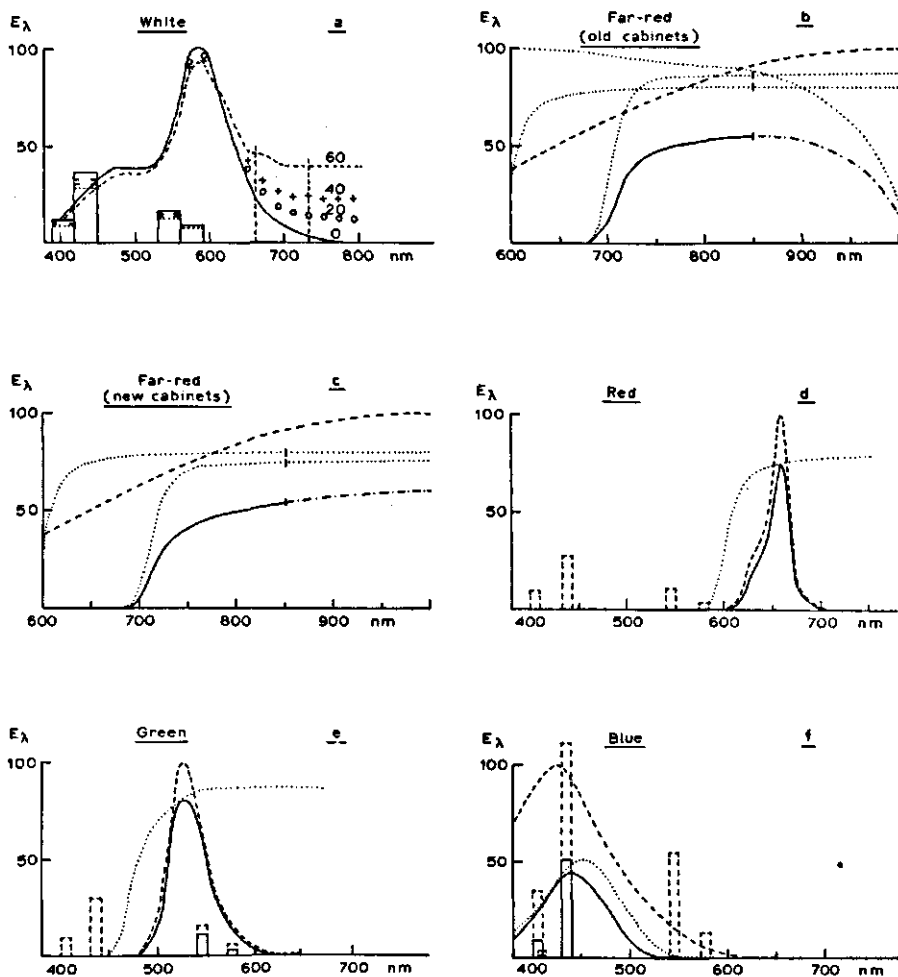 Eλ White a
100
50
60
40
20
0
400 500 600 700 800 nm
Eλ Far-red b
(old cabinets)
100
50
600 700 800 900 nm
Eλ Far-red c
(new cabinets)
100
50
600 700 800 900 nm
Eλ Red d
100
50
400 500 600 700 nm
Eλ Green e
100
50
400 500 600 700 nm
Eλ Blue f
100
50
400 500 600 700 nm